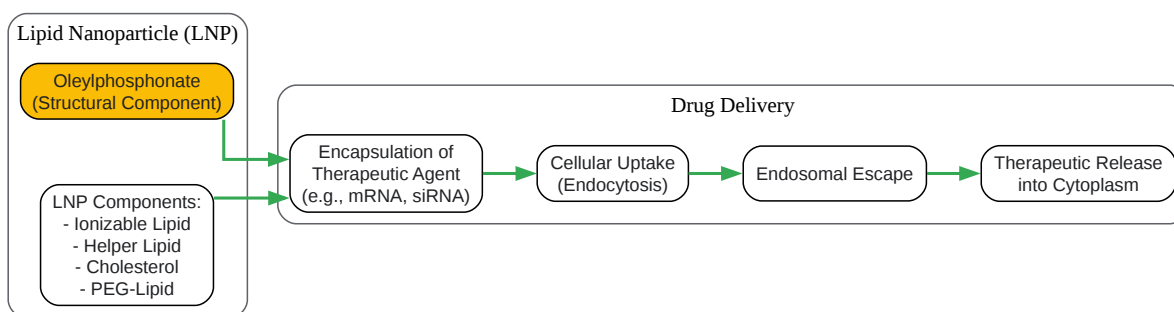 Lipid Nanoparticle (LNP)
Oleylphosphonate
(Structural Component)
LNP Components:
- Ionizable Lipid
- Helper Lipid
- Cholesterol
- PEG-Lipid
Drug Delivery
Encapsulation of
Therapeutic Agent
(e.g., mRNA, siRNA)
Cellular Uptake
(Endocytosis)
Endosomal Escape
Therapeutic Release
into Cytoplasm